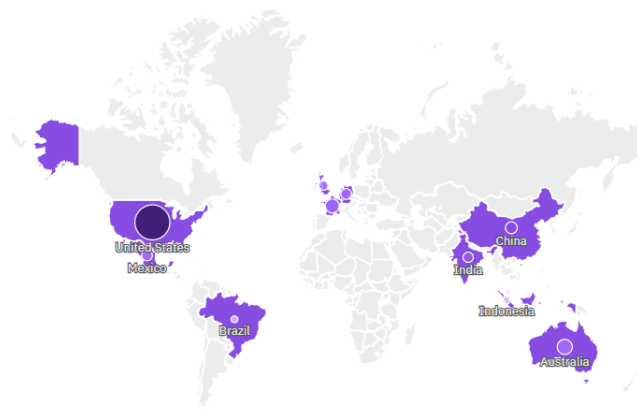 United States
Mexico
China
India
Indonesia
Brazil
Australia